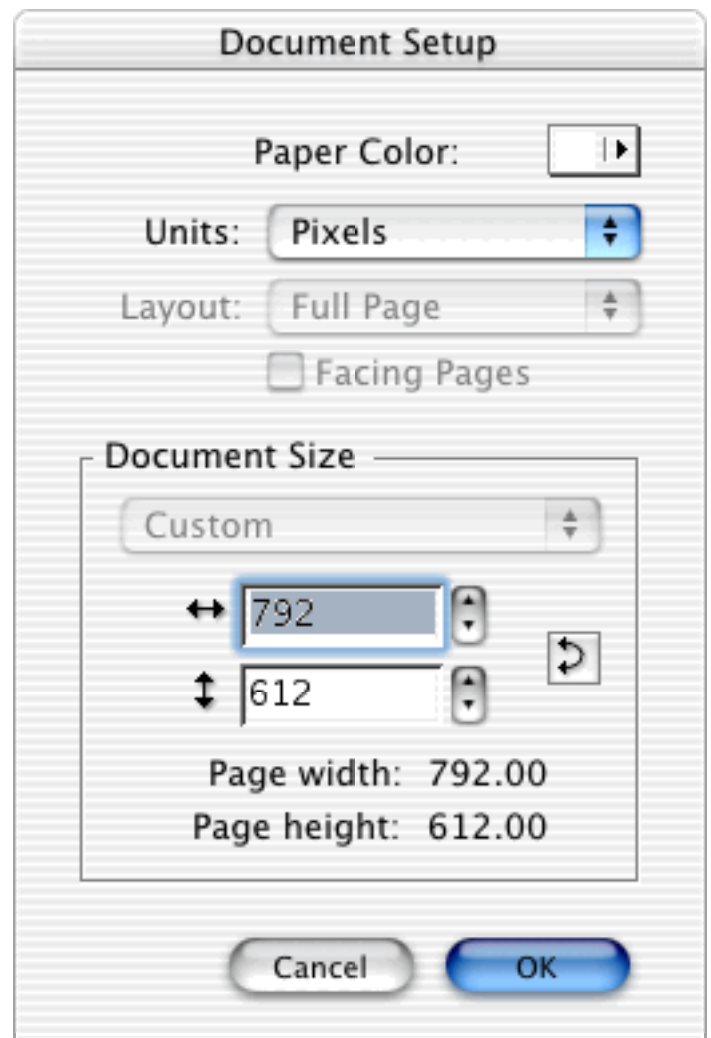 Document Setup
Paper Color:
Units: Pixels
Layout: Full Page
Facing Pages
Document Size
Custom
792
612
Page width: 792.00
Page height: 612.00
Cancel OK